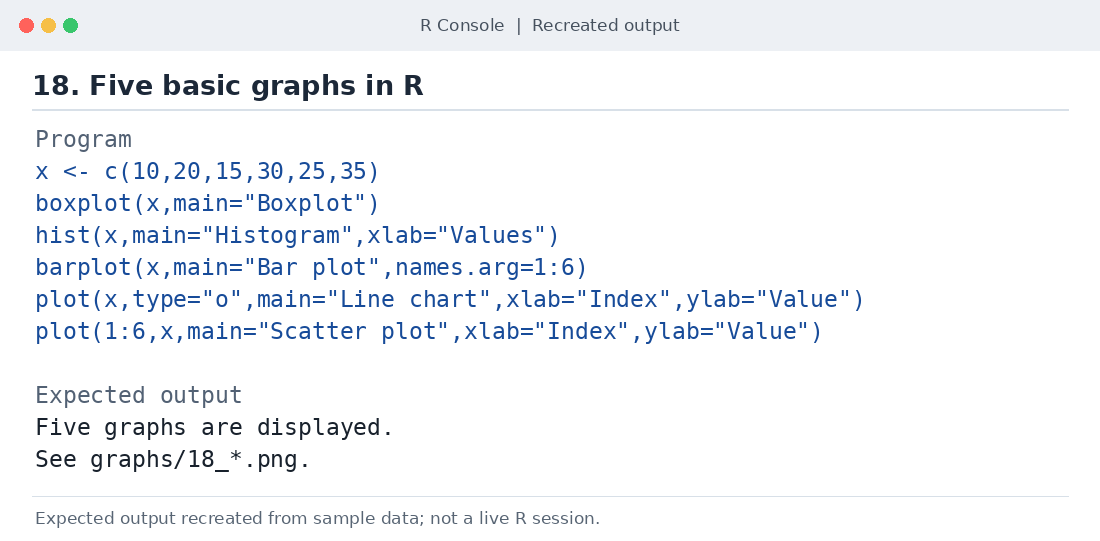 R Console | Recreated output
18. Five basic graphs in R
Program
x <- c(10,20,15,30,25,35)
boxplot(x,main="Boxplot")
hist(x,main="Histogram",xlab="Values")
barplot(x,main="Bar plot",names.arg=1:6)
plot(x,type="o",main="Line chart",xlab="Index",ylab="Value")
plot(1:6,x,main="Scatter plot",xlab="Index",ylab="Value")
Expected output
Five graphs are displayed.
See graphs/18_*.png.
Expected output recreated from sample data; not a live R session.